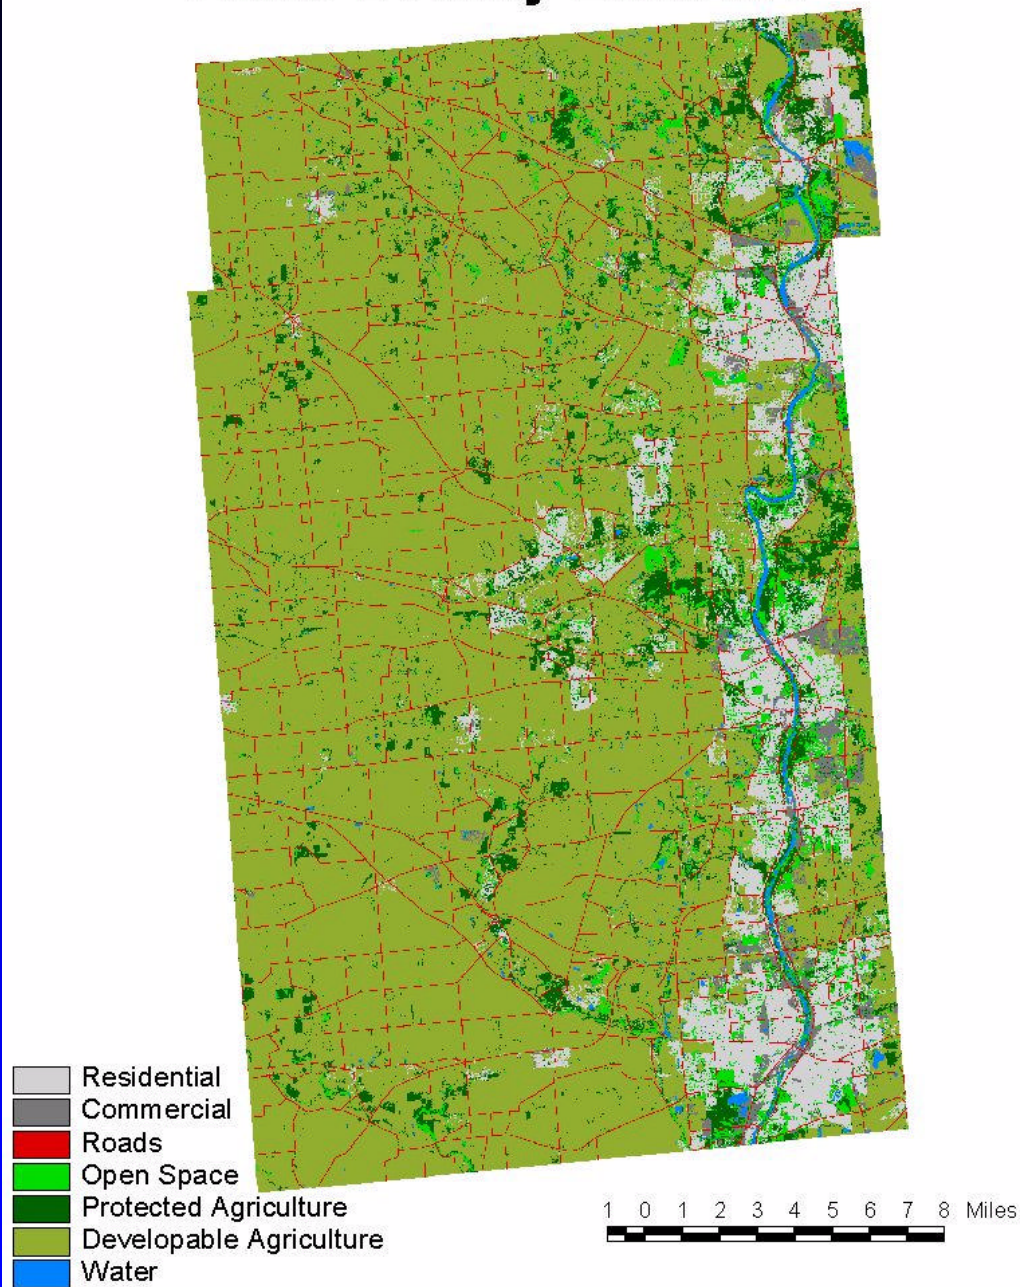 Residential
Commercial
Roads
Open Space
Protected Agriculture
Developable Agriculture
Water
1 0 1 2 3 4 5 6 7 8 Miles